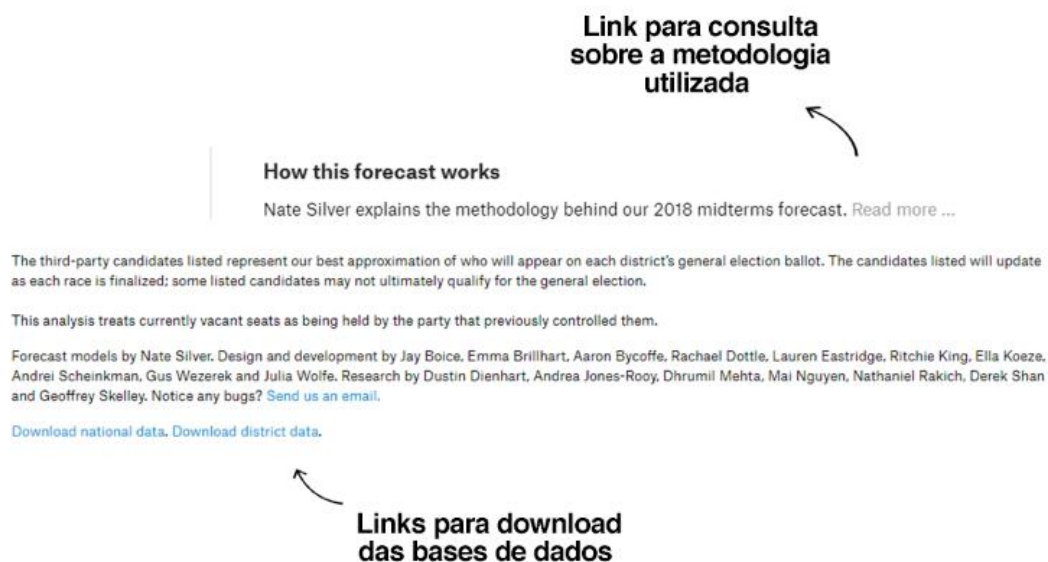 Link para consulta
sobre a metodologia
utilizada
How this forecast works
Nate Silver explains the methodology behind our 2018 midterms forecast. Read more ...
The third-party candidates listed represent our best approximation of who will appear on each district's general election ballot. The candidates listed will update
as each race is finalized; some listed candidates may not ultimately qualify for the general election.
This analysis treats currently vacant seats as being held by the party that previously controlled them.
Forecast models by Nate Silver. Design and development by Jay Boice, Emma Brillhart, Aaron Bycoffe, Rachael Dottle, Lauren Eastridge, Ritchie King, Ella Koeze,
Andrei Scheinkman, Gus Wezerek and Julia Wolfe. Research by Dustin Dienhart, Andrea Jones-Rooy, Dhrumil Mehta, Mai Nguyen, Nathaniel Rakich, Derek Shan
and Geoffrey Skelley. Notice any bugs? Send us an email.
Download national data. Download district data.
Links para download
das bases de dados